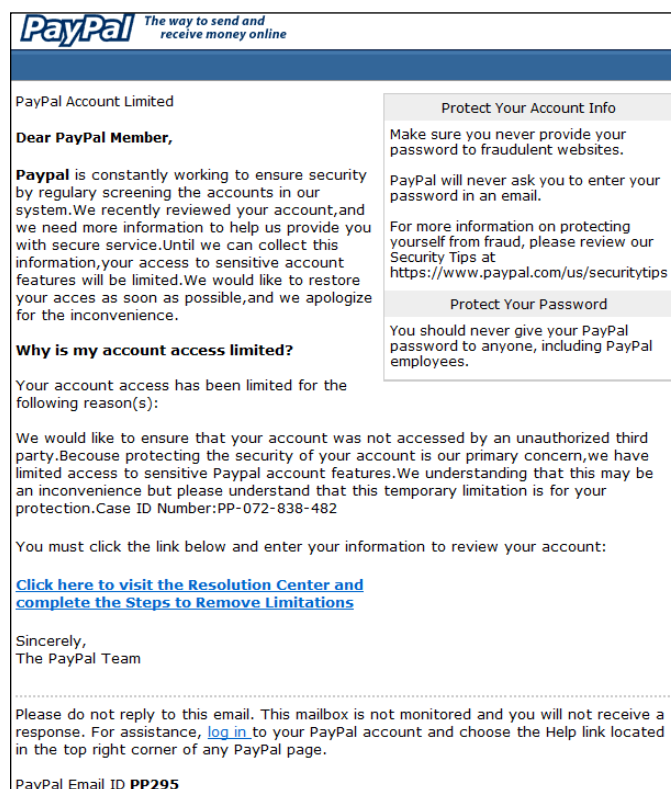 PayPal The way to send and
receive money online
PayPal Account Limited
Dear PayPal Member,
Paypal is constantly working to ensure security
by regulary screening the accounts in our
system.We recently reviewed your account,and
we need more information to help us provide you
with secure service.Until we can collect this
information,your access to sensitive account
features will be limited.We would like to restore
your acces as soon as possible,and we apologize
for the inconvenience.
Why is my account access limited?
Your account access has been limited for the
following reason(s):
Protect Your Account Info
Make sure you never provide your
password to fraudulent websites.
PayPal will never ask you to enter your
password in an email.
For more information on protecting
yourself from fraud, please review our
Security Tips at
https://www.paypal.com/us/securitytips
Protect Your Password
You should never give your PayPal
password to anyone, including PayPal
employees.
We would like to ensure that your account was not accessed by an unauthorized third
party.Becouse protecting the security of your account is our primary concern,we have
limited access to sensitive Paypal account features.We understanding that this may be
an inconvenience but please understand that this temporary limitation is for your
protection.Case ID Number:PP-072-838-482
You must click the link below and enter your information to review your account:
Click here to visit the Resolution Center and
complete the Steps to Remove Limitations
Sincerely,
The PayPal Team
Please do not reply to this email. This mailbox is not monitored and you will not receive a
response. For assistance, log in to your PayPal account and choose the Help link located
in the top right corner of any PayPal page.
PayPal Email ID PP295